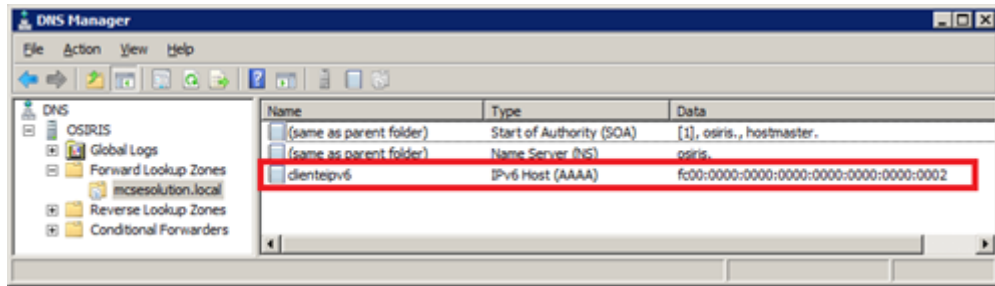 DNS Manager
File Action View Help
DNS
OSIRIS
Global Logs
Forward Lookup Zones
mcsesolution.local
Reverse Lookup Zones
Conditional Forwarders
Name Type Data
(same as parent folder) Start of Authority (SOA) [1], osiris., hostmaster.
(same as parent folder) Name Server (NS) osiris.
clienteipv6 IPv6 Host (AAAA) fc00:0000:0000:0000:0000:0000:0000:0002